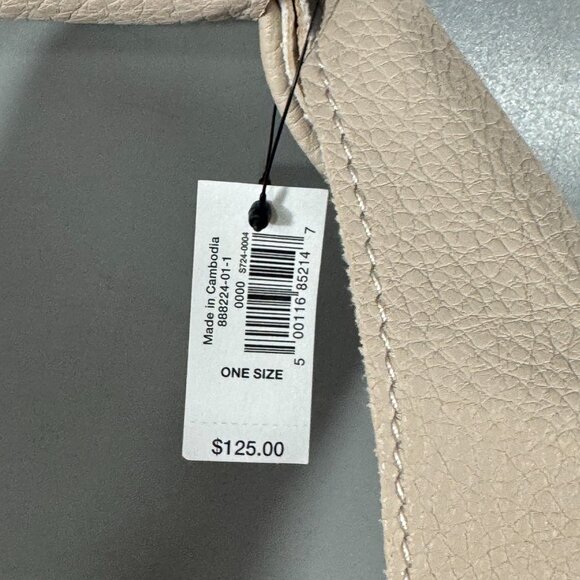 Made in Cambodia
888224-01-1
0000 S724-0004
5 00116 85214 7
ONE SIZE
$125.00